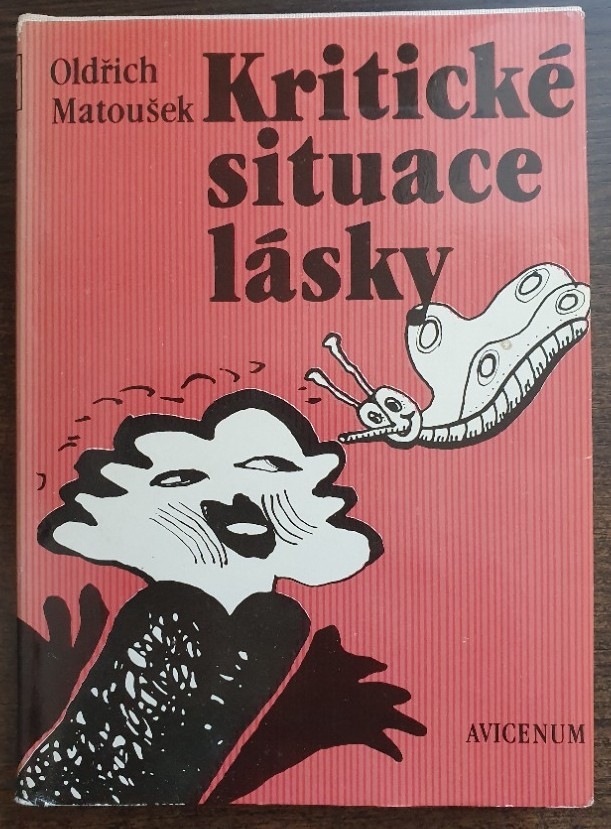 Oldřich
Matoušek
Kritické
situace
lásky
AVICENUM